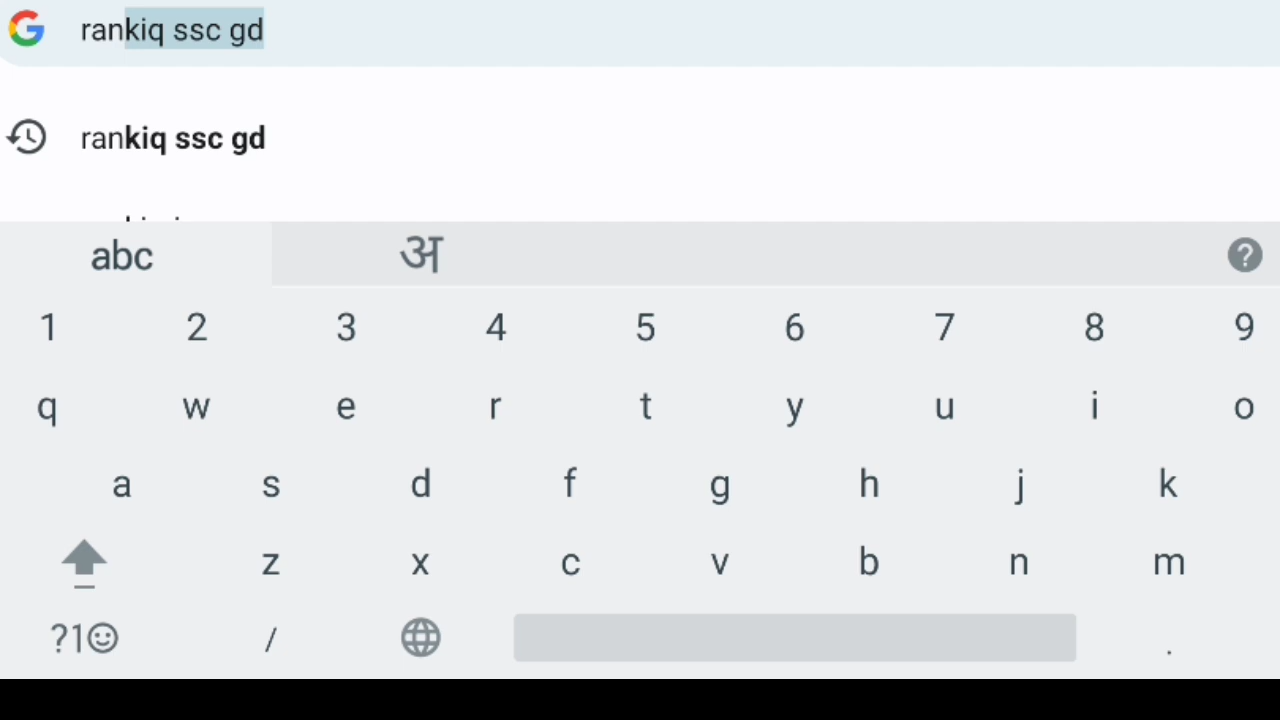 rankiq ssc gd
rankiq ssc gd
abc अ ?
1 2 3 4 5 6 7 8 9
q w e r t y u i o
a s d f g h j k
z x c v b n m
?1☺ / .